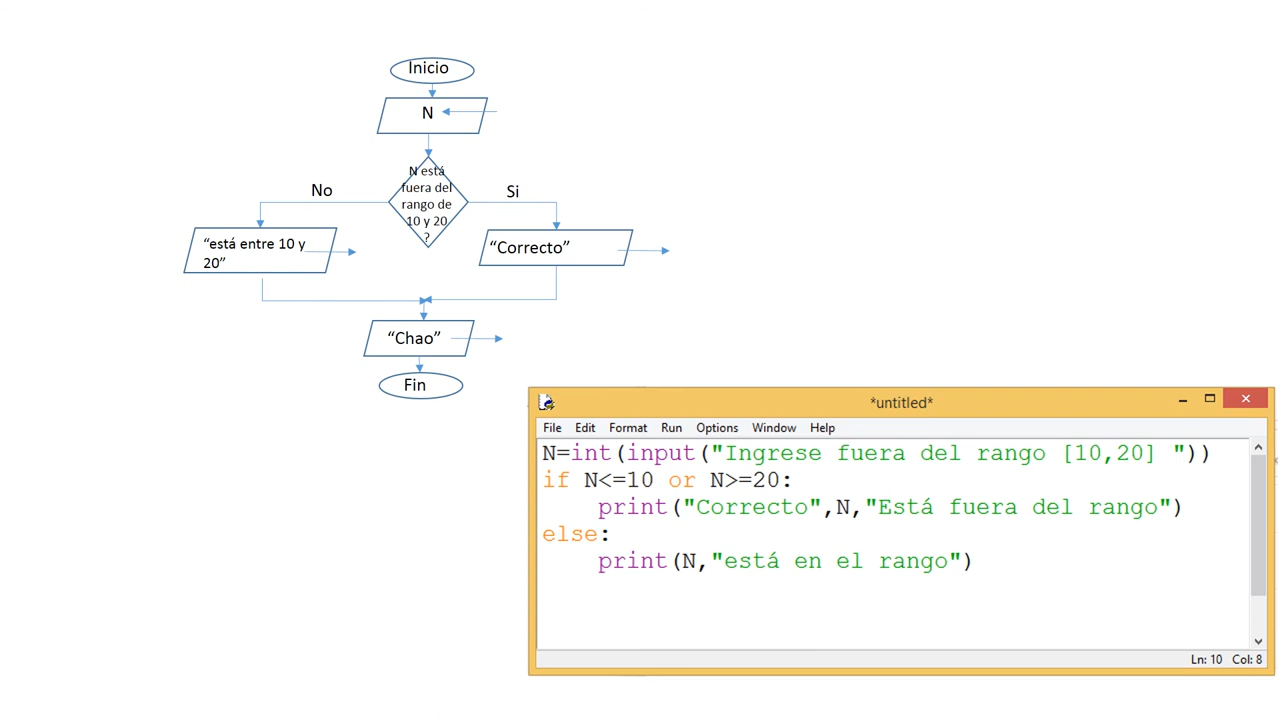 Inicio
N
N está
fuera del
rango de
10 y 20
?
No
Si
“está entre 10 y
20”
“Correcto”
“Chao”
Fin
*untitled*
File Edit Format Run Options Window Help
N=int(input("Ingrese fuera del rango [10,20] "))
if N<=10 or N>=20:
    print("Correcto",N,"Está fuera del rango")
else:
    print(N,"está en el rango")
Ln: 10 Col: 8